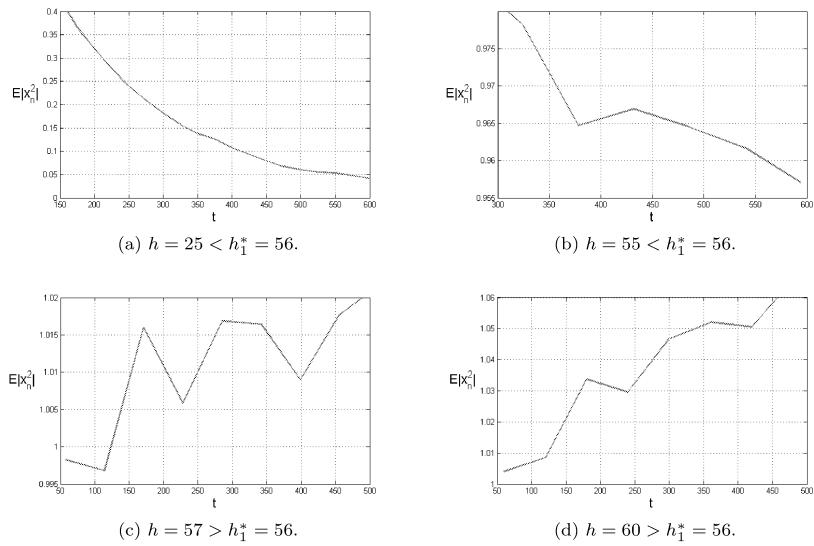 0.4
0.35
0.3
0.25
0.2
0.15
0.1
0.05
0
E|x_n^2|
150 200 250 300 350 400 450 500 550 600
t
(a) h = 25 < h_1^* = 56.
0.975
0.97
0.965
0.96
0.955
E|x_n^2|
300 350 400 450 500 550 600
t
(b) h = 55 < h_1^* = 56.
1.02
1.015
1.01
1.005
1
0.995
E|x_n^2|
50 100 150 200 250 300 350 400 450 500
t
(c) h = 57 > h_1^* = 56.
1.06
1.05
1.04
1.03
1.02
1.01
1
E|x_n^2|
50 100 150 200 250 300 350 400 450 500
t
(d) h = 60 > h_1^* = 56.